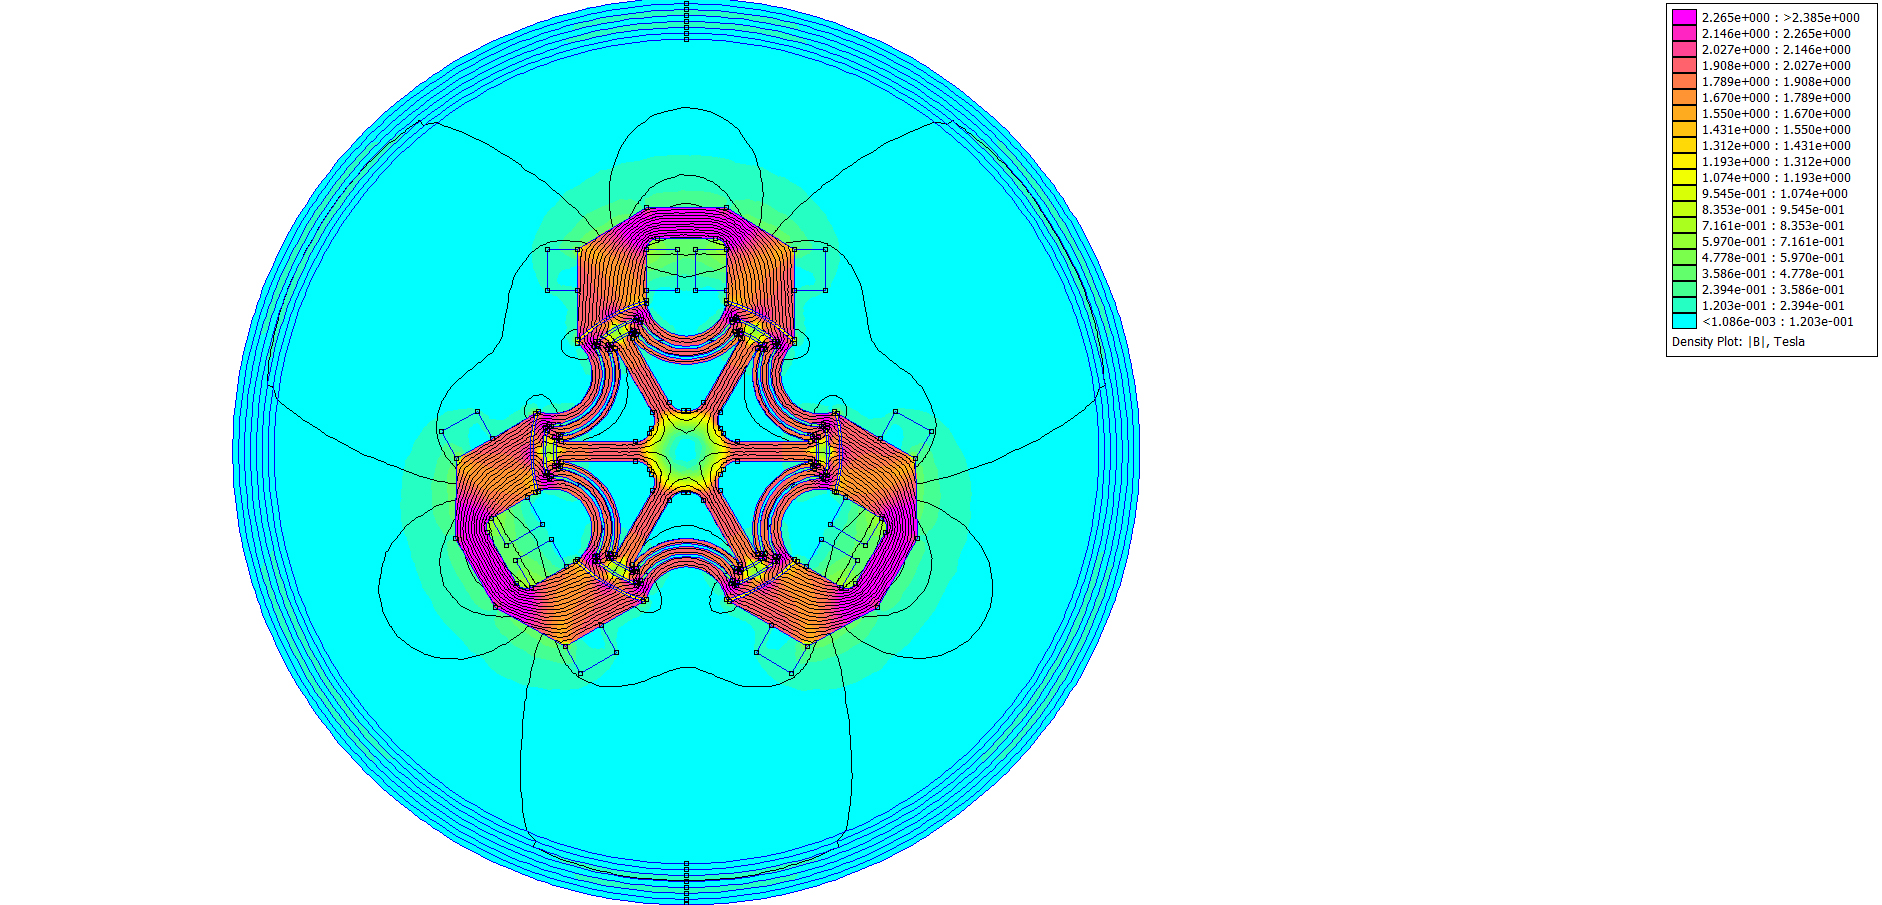 2.265e+000 : >2.385e+000
2.146e+000 : 2.265e+000
2.027e+000 : 2.146e+000
1.908e+000 : 2.027e+000
1.789e+000 : 1.908e+000
1.670e+000 : 1.789e+000
1.550e+000 : 1.670e+000
1.431e+000 : 1.550e+000
1.312e+000 : 1.431e+000
1.193e+000 : 1.312e+000
1.074e+000 : 1.193e+000
9.545e-001 : 1.074e+000
8.353e-001 : 9.545e-001
7.161e-001 : 8.353e-001
5.970e-001 : 7.161e-001
4.778e-001 : 5.970e-001
3.586e-001 : 4.778e-001
2.394e-001 : 3.586e-001
1.203e-001 : 2.394e-001
<1.086e-003 : 1.203e-001
Density Plot: |B|, Tesla